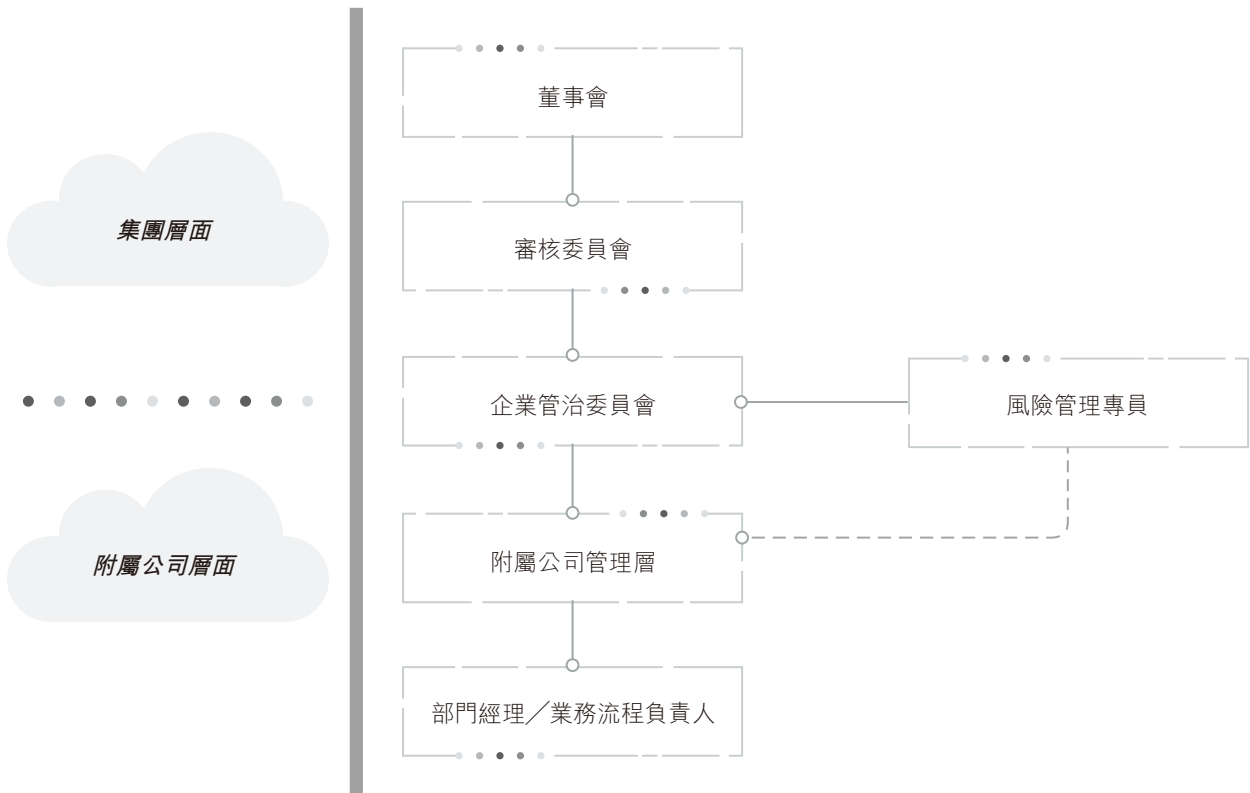 董事會
集團層面
審核委員會
企業管治委員會
風險管理專員
附屬公司層面
附屬公司管理層
部門經理／業務流程負責人